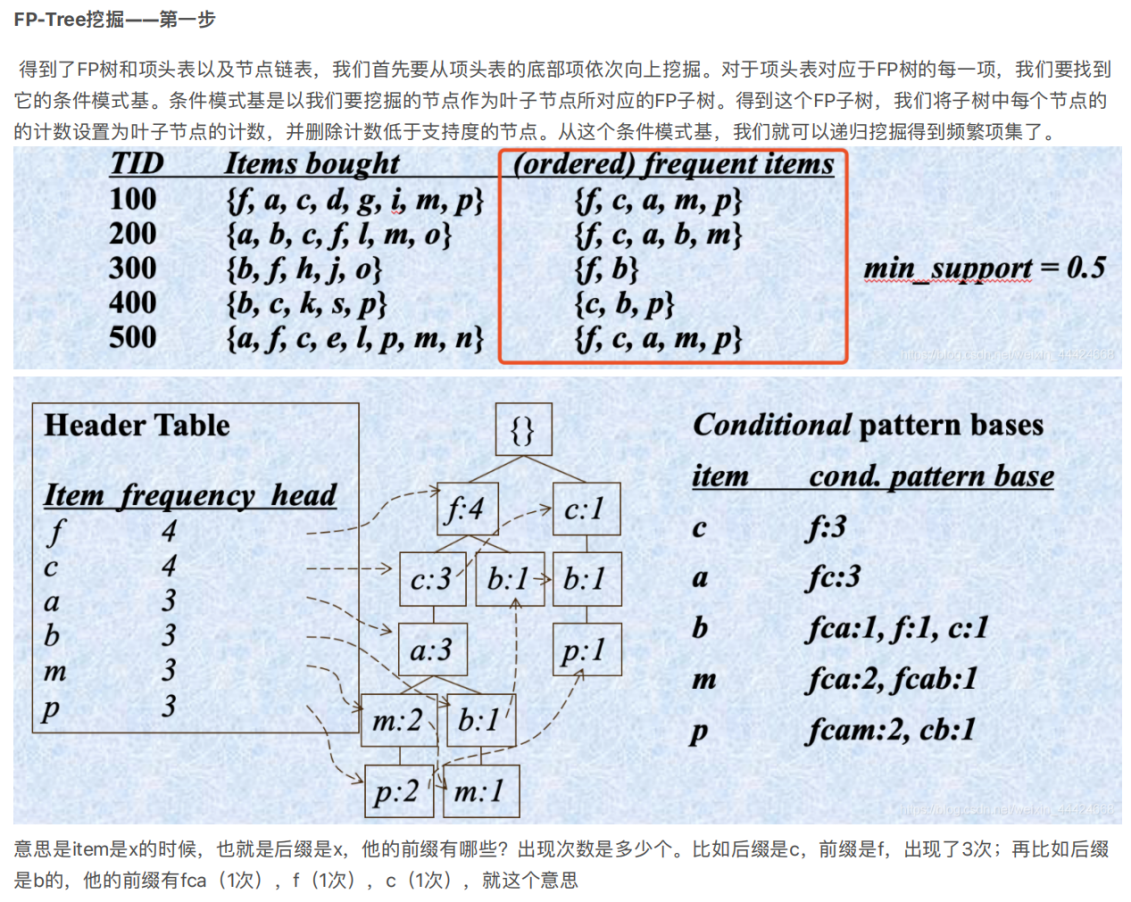 FP-Tree挖掘——第一步
得到了FP树和项头表以及节点链表，我们首先要从项头表的底部项依次向上挖掘。对于项头表对应于FP树的每一项，我们要找到
它的条件模式基。条件模式基是以我们要挖掘的节点作为叶子节点所对应的FP子树。得到这个FP子树，我们将子树中每个节点的
的计数设置为叶子节点的计数，并删除计数低于支持度的节点。从这个条件模式基，我们就可以递归挖掘得到频繁项集了。
TID Items bought (ordered) frequent items
100 {f, a, c, d, g, i, m, p} {f, c, a, m, p}
200 {a, b, c, f, l, m, o} {f, c, a, b, m}
300 {b, f, h, j, o} {f, b}
min_support = 0.5
400 {b, c, k, s, p} {c, b, p}
500 {a, f, c, e, l, p, m, n} {f, c, a, m, p}
Header Table
Item frequency head
f 4
c 4
a 3
b 3
m 3
p 3
{}
f:4 c:1
c:3 b:1 b:1
a:3 p:1
m:2 b:1
p:2 m:1
Conditional pattern bases
item cond. pattern base
c f:3
a fc:3
b fca:1, f:1, c:1
m fca:2, fcab:1
p fcam:2, cb:1
意思是item是x的时候，也就是后缀是x，他的前缀有哪些？出现次数是多少个。比如后缀是c，前缀是f，出现了3次；再比如后缀
是b的，他的前缀有fca（1次）, f（1次）, c（1次）, 就这个意思